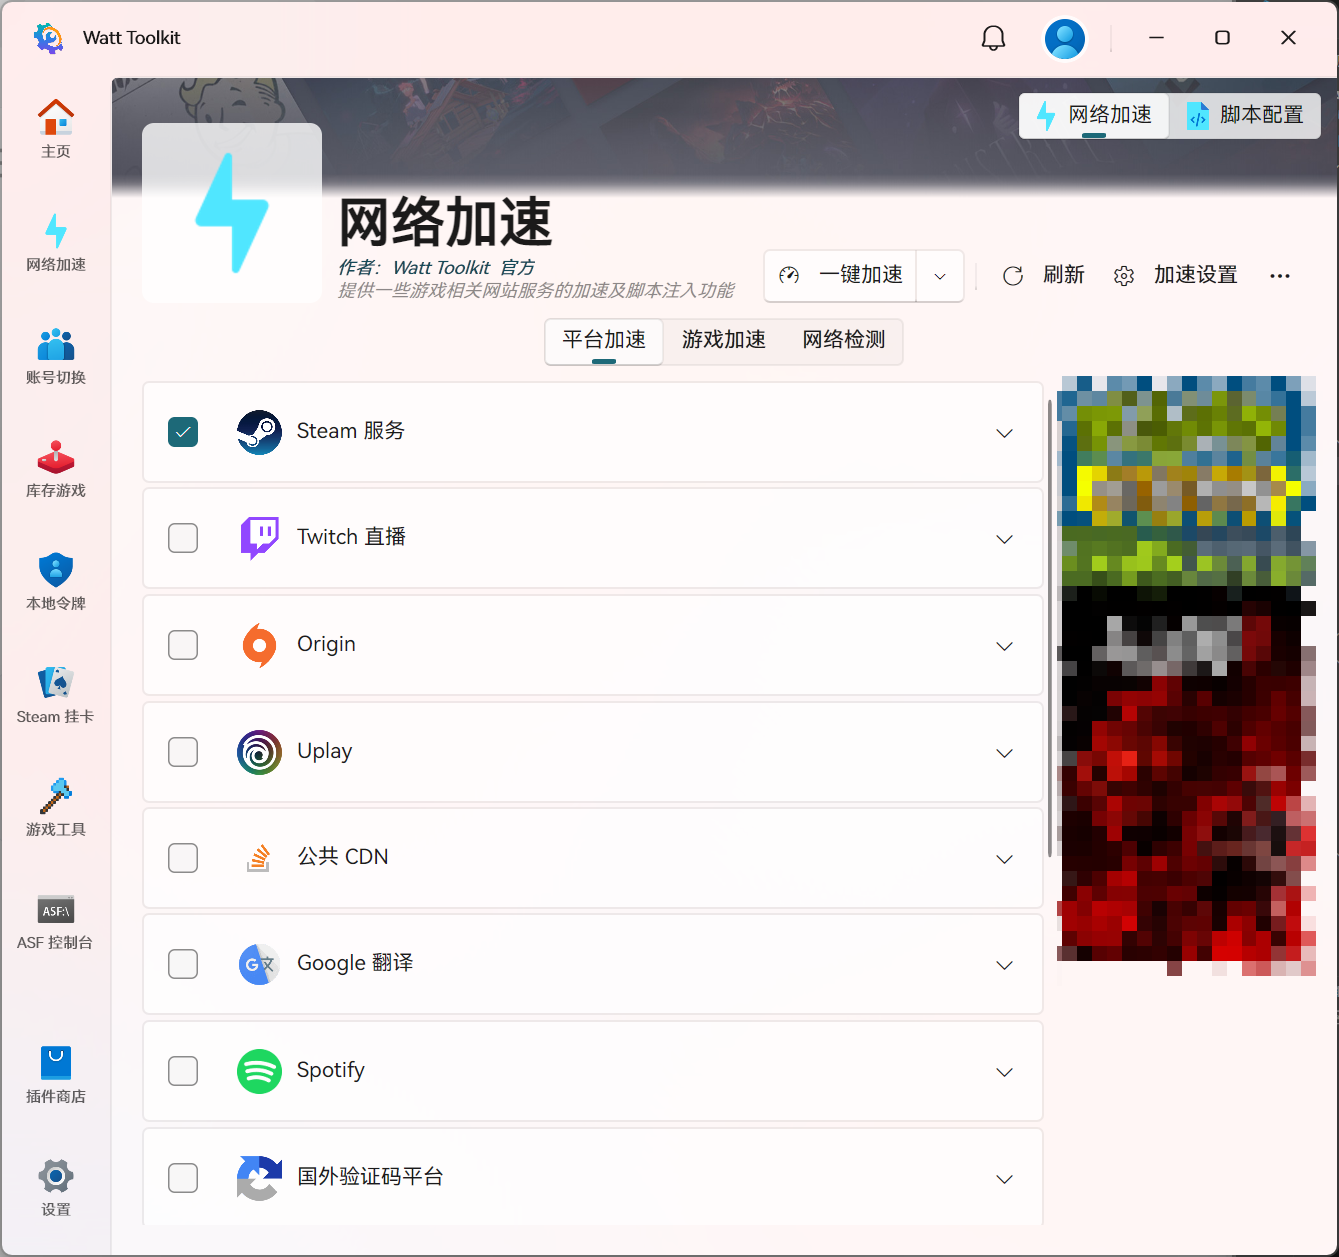 Watt Toolkit
主页
网络加速
账号切换
库存游戏
本地令牌
Steam 挂卡
游戏工具
ASF:\
ASF 控制台
插件商店
设置
网络加速
脚本配置
网络加速
作者：Watt Toolkit 官方
提供一些游戏相关网站服务的加速及脚本注入功能
一键加速
刷新
加速设置
平台加速
游戏加速
网络检测
Steam 服务
Twitch 直播
Origin
Uplay
公共 CDN
Google 翻译
Spotify
国外验证码平台